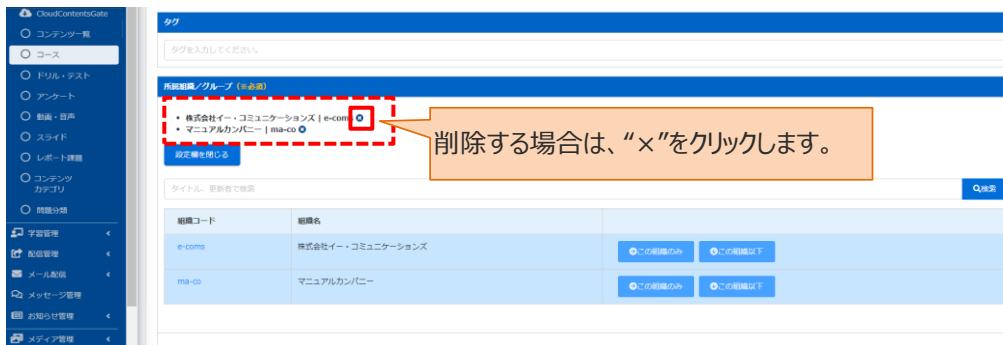 CloudContentsGate
コンテンツ一覧
コース
ドリル・テスト
アンケート
動画・音声
スライド
レポート課題
コンテンツ
カテゴリ
問題分類
学習管理
配信管理
メール配信
メッセージ管理
お知らせ管理
メディア管理
タグ
タグを入力してください。
所属組織/グループ (※必須)
株式会社イー・コミュニケーションズ | e-coms
マニュアルカンパニー | ma-co
削除する場合は、“×”をクリックします。
設定欄を閉じる
タイトル、更新者で検索
検索
組織コード 組織名
e-coms 株式会社イー・コミュニケーションズ この組織のみ この組織以下
ma-co マニュアルカンパニー この組織のみ この組織以下